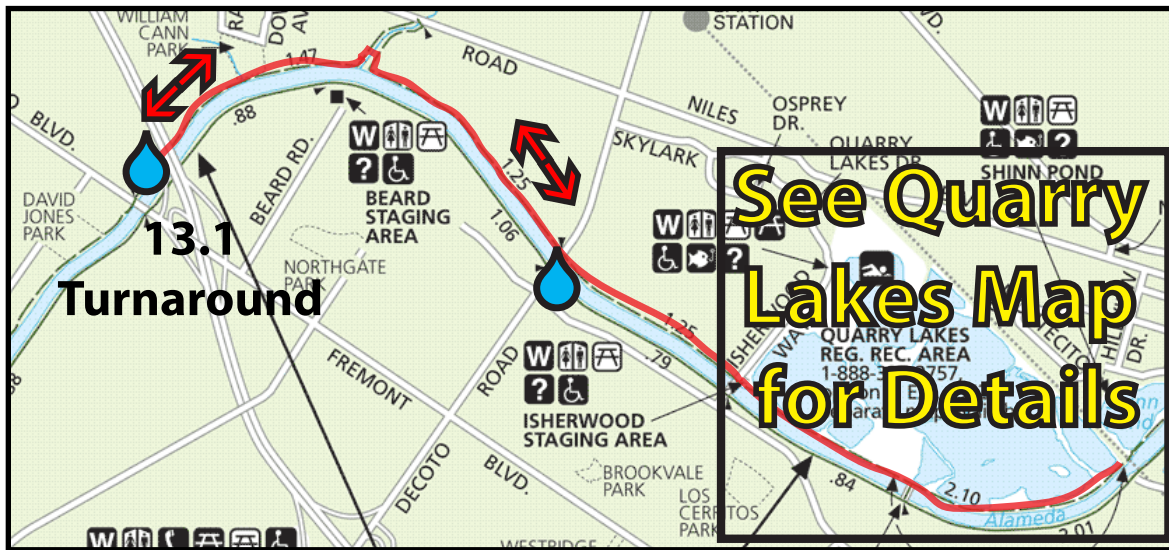 WILLIAM
CANN
PARK
1.47
.88
ROAD
STATION
BLVD.
BEARD RD.
W
?
BEARD
STAGING
AREA
DAVID
JONES
PARK
13.1
Turnaround
NORTHGATE
PARK
1.25
1.06
SKYLARK
NILES
OSPREY
DR.
QUARRY
LAKES DR.
W
?
SHINN POND
W
?
See Quarry
Lakes Map
for Details
QUARRY LAKES
REG. REC. AREA
1.25
.79
W
?
ISHERWOOD
STAGING AREA
FREMONT
BLVD.
DECOTO
ROAD
BROOKVALE
PARK
LOS
CERRITOS
PARK
.84
2.10
Alameda
2.01
HILL
DR.
W
WESTRIDGE